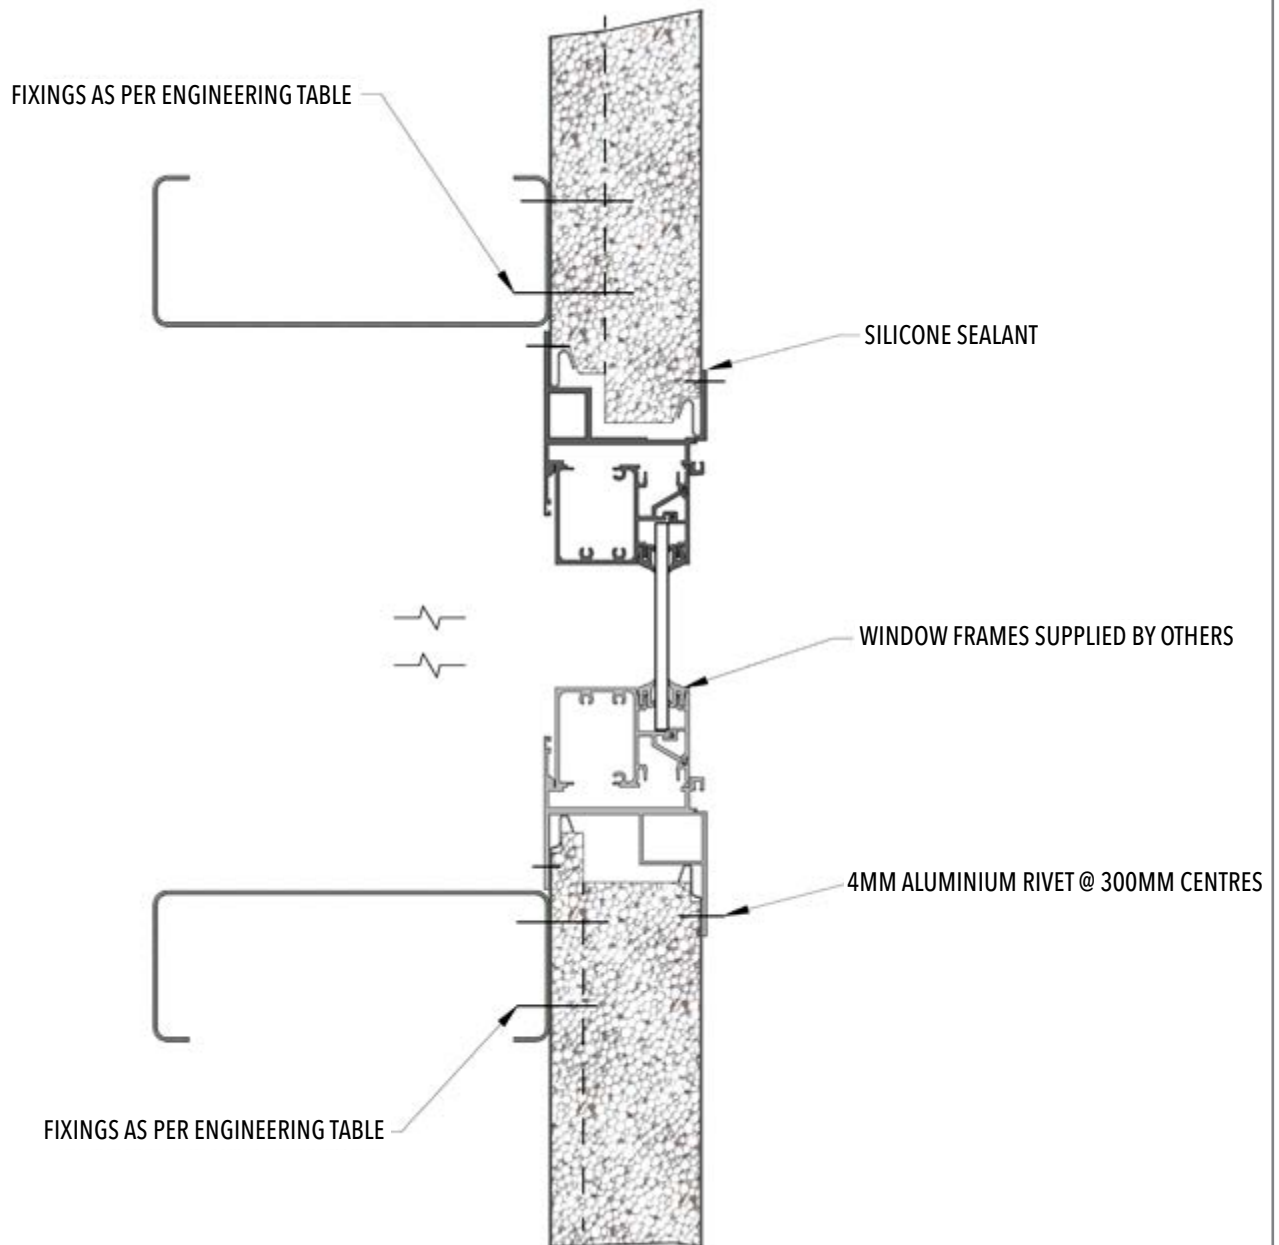 FIXINGS AS PER ENGINEERING TABLE
SILICONE SEALANT
WINDOW FRAMES SUPPLIED BY OTHERS
4MM ALUMINIUM RIVET @ 300MM CENTRES
FIXINGS AS PER ENGINEERING TABLE